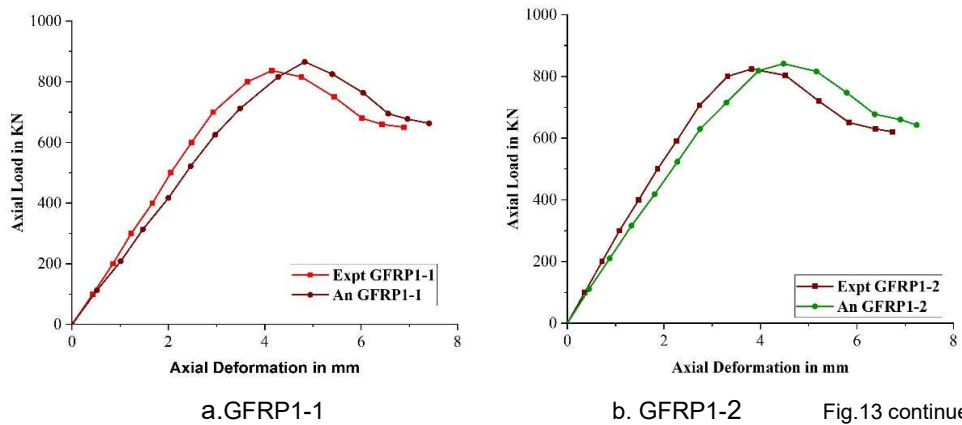 1000
800
600
400
200
0
Axial Load in KN
Expt GFRP1-1
An GFRP1-1
0 2 4 6 8
Axial Deformation in mm
a.GFRP1-1
1000
800
600
400
200
0
Axial Load in KN
Expt GFRP1-2
An GFRP1-2
0 2 4 6 8
Axial Deformation in mm
b. GFRP1-2
Fig.13 continue